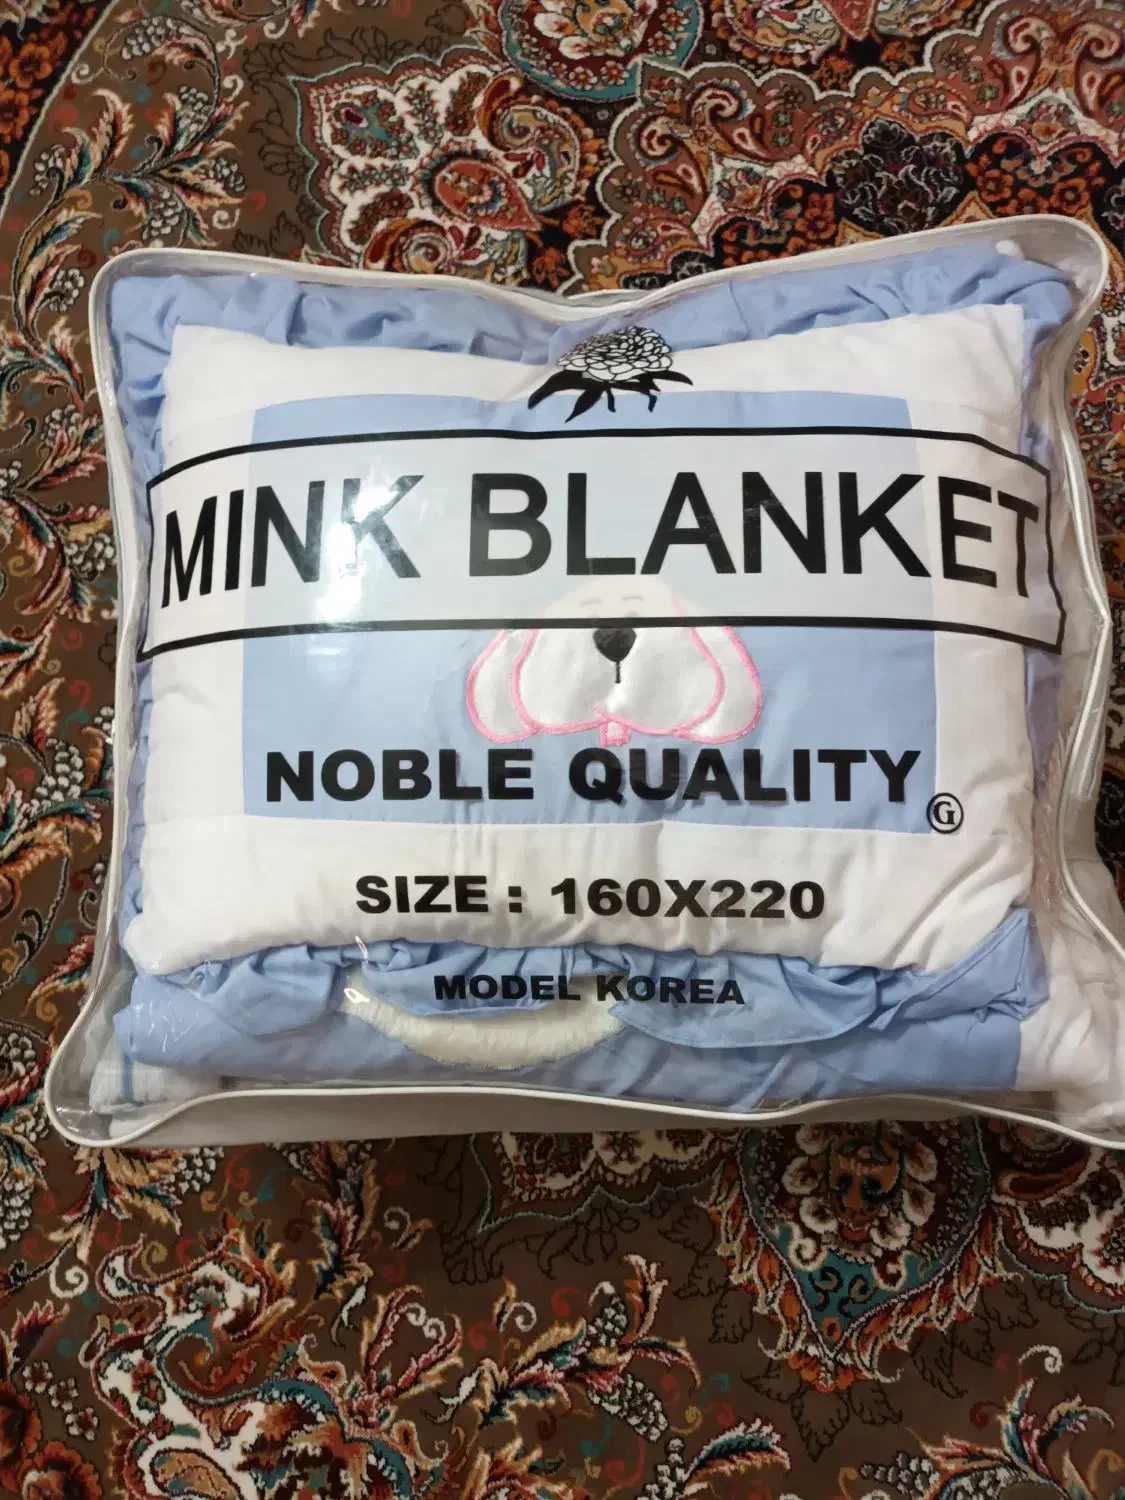 MINK BLANKET
NOBLE QUALITY
G
SIZE : 160X220
MODEL KOREA